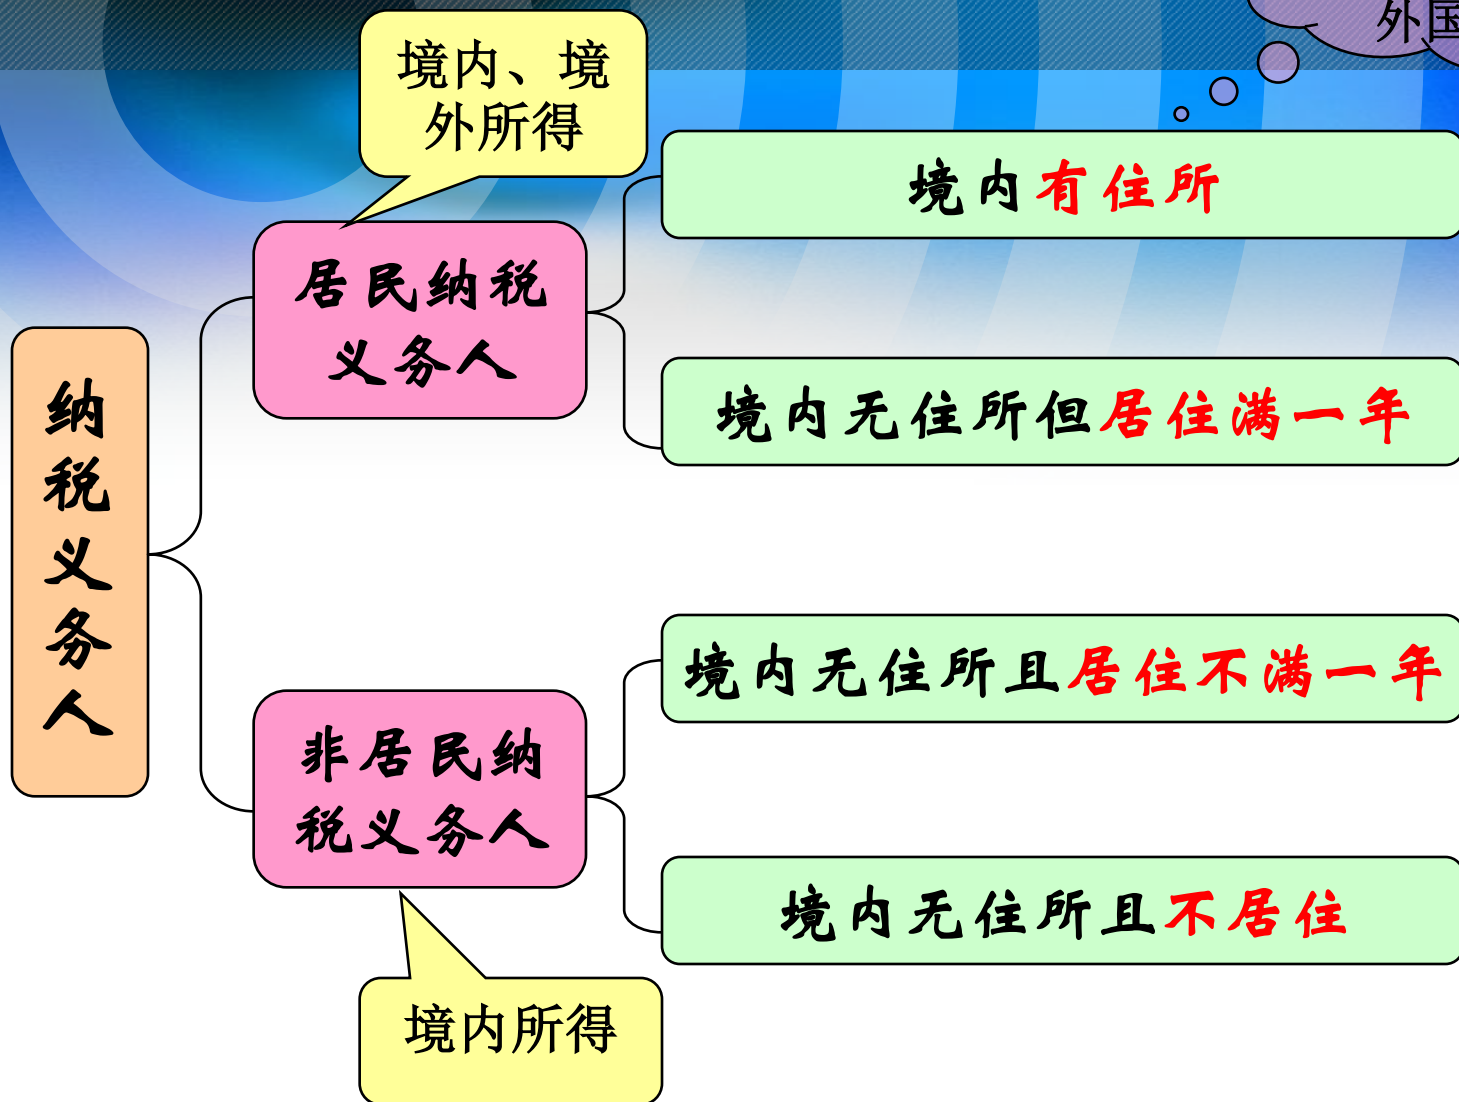 外国
境内、境
外所得
境内有住所
居民纳税
义务人
境内无住所但居住满一年
纳
税
义
务
人
境内无住所且居住不满一年
非居民纳
税义务人
境内无住所且不居住
境内所得